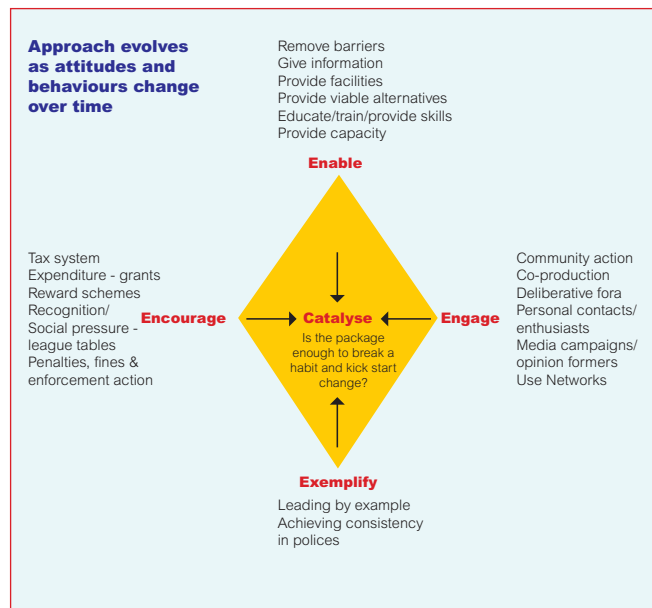 Approach evolves
as attitudes and
behaviours change
over time
Remove barriers
Give information
Provide facilities
Provide viable alternatives
Educate/train/provide skills
Provide capacity
Enable
Tax system
Expenditure - grants
Reward schemes
Recognition/
Social pressure -
league tables
Penalties, fines &
enforcement action
Encourage
Catalyse
Is the package
enough to break a
habit and kick start
change?
Engage
Community action
Co-production
Deliberative fora
Personal contacts/
enthusiasts
Media campaigns/
opinion formers
Use Networks
Exemplify
Leading by example
Achieving consistency
in polices